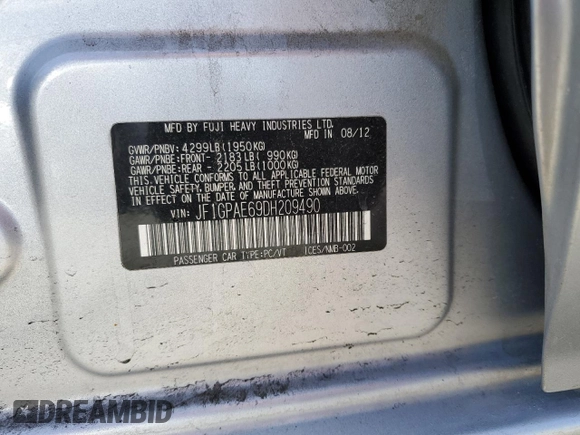 MFD BY FUJI HEAVY INDUSTRIES LTD.
MFD IN 08/12
GVWR/PNBV: 4299LB(1950KG)
GAWR/PNBE:FRONT- 2183LB( 990KG)
GAWR/PNBE:REAR - 2205LB(1000KG)
THIS VEHICLE CONFORMS TO ALL APPLICABLE FEDERAL MOTOR
VEHICLE SAFETY, BUMPER, AND THEFT PREVENTION STANDARDS
IN EFFECT ON THE DATE OF MANUFACTURE SHOWN ABOVE.
VIN: JF1GPAE69DH209490
PASSENGER CAR TYPE:PC/VT ICES/NMB-002
DREAMBID